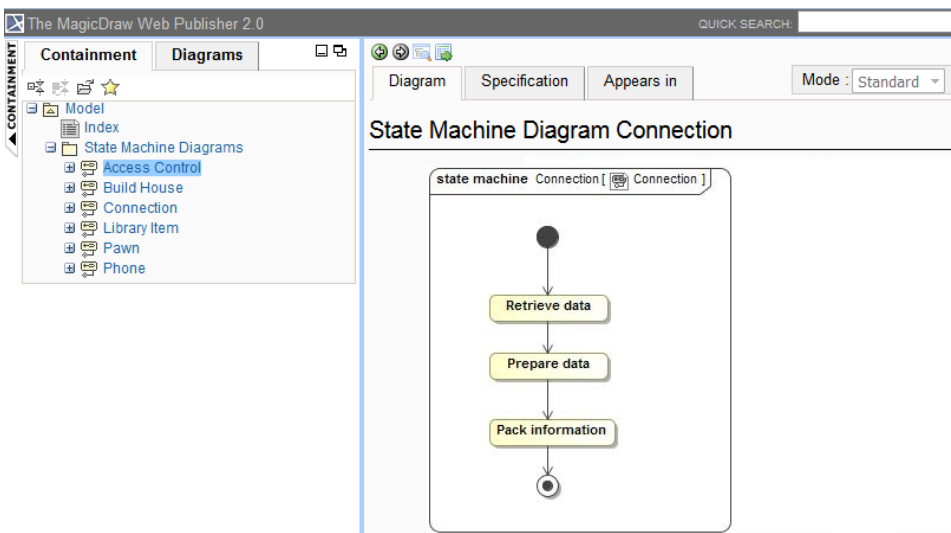 The MagicDraw Web Publisher 2.0
QUICK SEARCH:
CONTAINMENT
Containment
Diagrams
Model
Index
State Machine Diagrams
Access Control
Build House
Connection
Library Item
Pawn
Phone
Diagram
Specification
Appears in
Mode : Standard
State Machine Diagram Connection
state machine Connection [ Connection ]
Retrieve data
Prepare data
Pack information